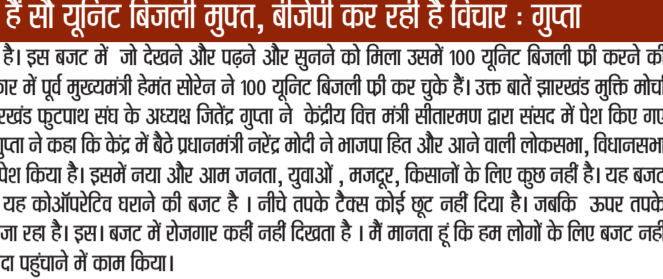 हैं सौ यूनिट बिजली मुफ्त, बीजेपी कर रही है विचार : गुप्ता
है। इस बजट में जो देखने और पढ़ने और सुनने को मिला उसमें 100 यूनिट बिजली फ्री करने की
में पूर्व मुख्यमंत्री हेमंत सोरेन ने 100 यूनिट बिजली फ्री कर चुके हैं। उक्त बातें झारखंड मुक्ति मोर्चा
फुटपाथ संघ के अध्यक्ष जितेंद्र गुप्ता ने केंद्रीय वित्त मंत्री सीतारमण द्वारा संसद में पेश किए गए
ने कहा कि केंद्र में बैठे प्रधानमंत्री नरेंद्र मोदी ने भाजपा हित और आने वाली लोकसभा, विधानसभा
पेश किया है। इसमें नया और आम जनता, युवाओं , मजदूर, किसानों के लिए कुछ नहीं है। यह बजट
यह कोऑपरेटिव घराने की बजट है । नीचे तपके टैक्स कोई छूट नहीं दिया है। जबकि ऊपर तपके
जा रहा है। इस। बजट में रोजगार कहीं नहीं दिखता है । मैं मानता हूं कि हम लोगों के लिए बजट नहीं
पहुंचाने में काम किया।